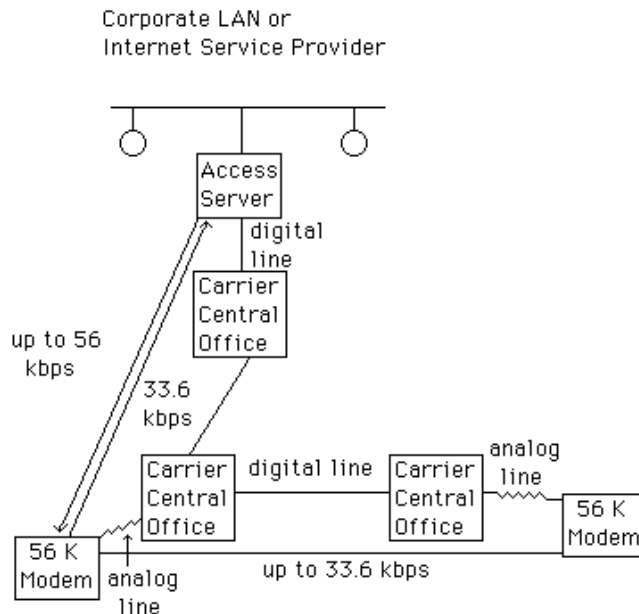 Corporate LAN or
Internet Service Provider
Access
Server
digital
line
Carrier
Central
Office
up to 56
kbps
33.6
kbps
Carrier
Central
Office
digital line
Carrier
Central
Office
analog
line
56 K
Modem
56 K
Modem
analog
line
up to 33.6 kbps